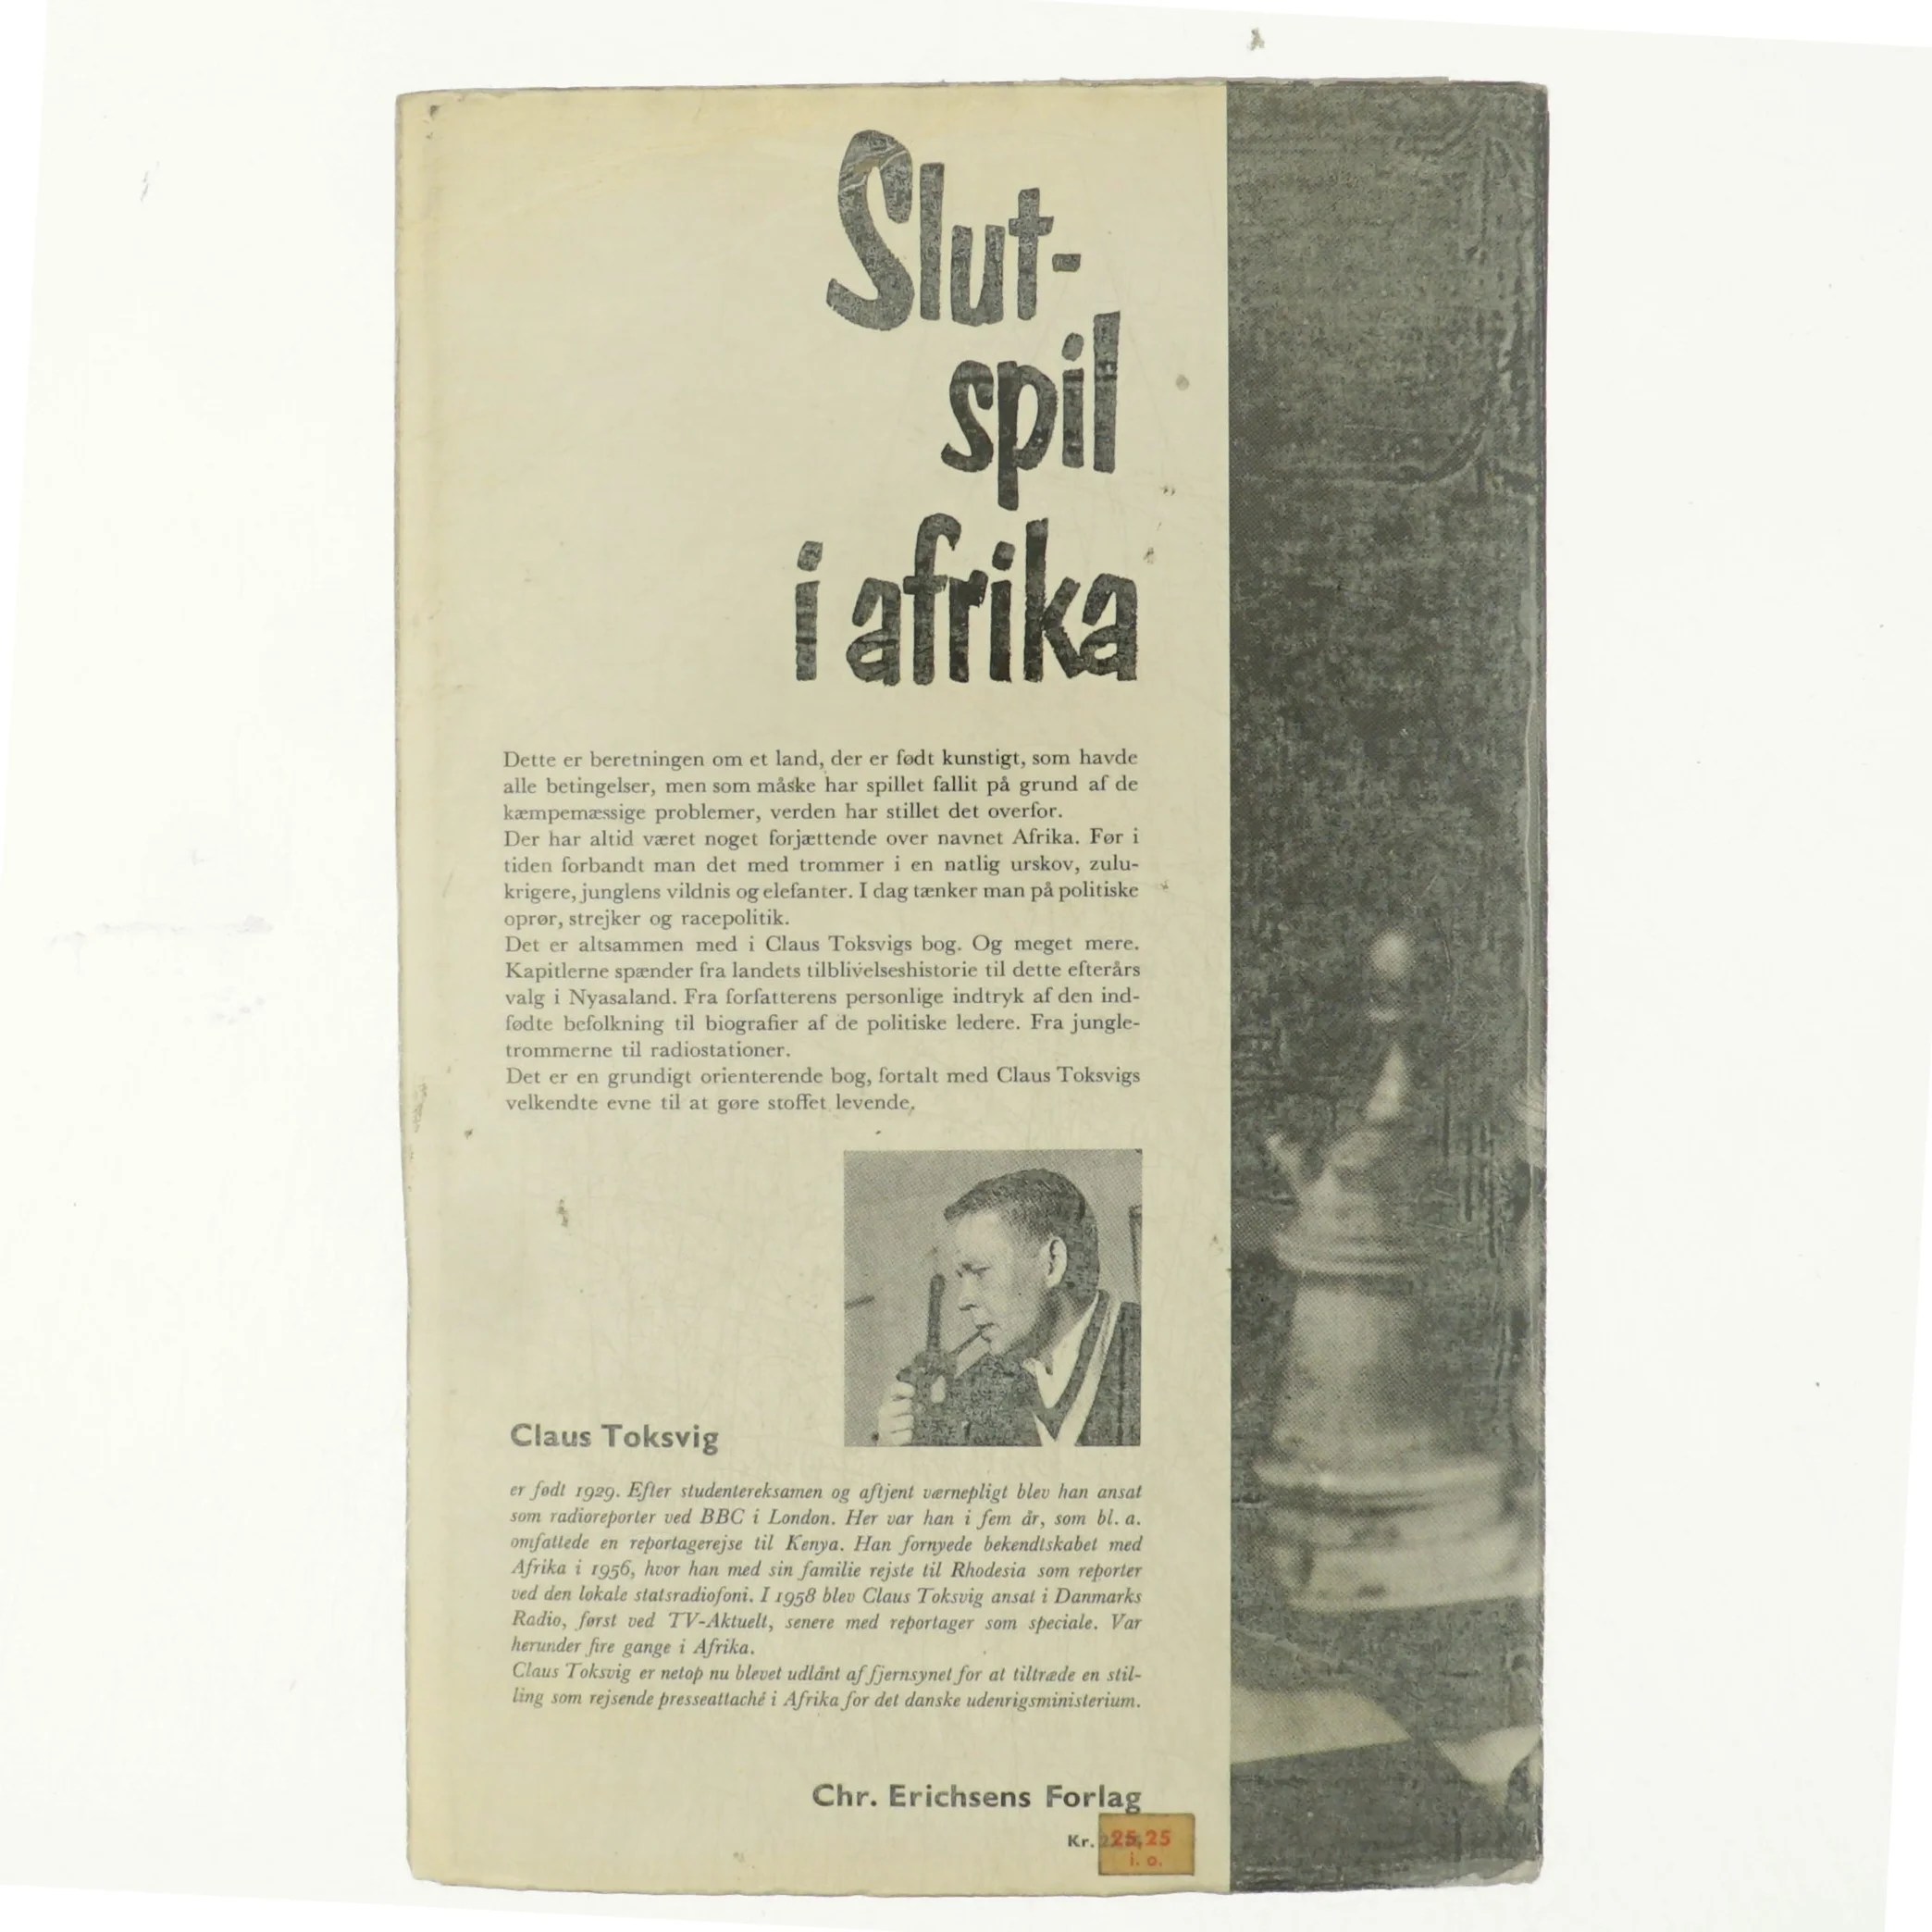 Slut-
spil
i afrika
Dette er beretningen om et land, der er født kunstigt, som havde
alle betingelser, men som måske har spillet fallit på grund af de
kæmpemæssige problemer, verden har stillet det overfor.
Der har altid været noget forjættende over navnet Afrika. Før i
tiden forbandt man det med trommer i en natlig urskov, zulu-
krigere, junglens vildnis og elefanter. I dag tænker man på politiske
oprør, strejker og racepolitik.
Det er altsammen med i Claus Toksvigs bog. Og meget mere.
Kapitlerne spænder fra landets tilblivelseshistorie til dette efterårs
valg i Nyasaland. Fra forfatterens personlige indtryk af den ind-
fødte befolkning til biografier af de politiske ledere. Fra jungle-
trommerne til radiostationer.
Det er en grundigt orienterende bog, fortalt med Claus Toksvigs
velkendte evne til at gøre stoffet levende.
Claus Toksvig
er født 1929. Efter studentereksamen og aftjent værnepligt blev han ansat
som radioreporter ved BBC i London. Her var han i fem år, som bl. a.
omfattede en reportagerejse til Kenya. Han fornyede bekendtskabet med
Afrika i 1956, hvor han med sin familie rejste til Rhodesia som reporter
ved den lokale statsradiofoni. I 1958 blev Claus Toksvig ansat i Danmarks
Radio, først ved TV-Aktuelt, senere med reportager som speciale. Var
herunder fire gange i Afrika.
Claus Toksvig er netop nu blevet udlånt af fjernsynet for at tiltræde en stil-
ling som rejsende presseattaché i Afrika for det danske udenrigsministerium.
Chr. Erichsens Forlag
Kr. 25,25
i. o.